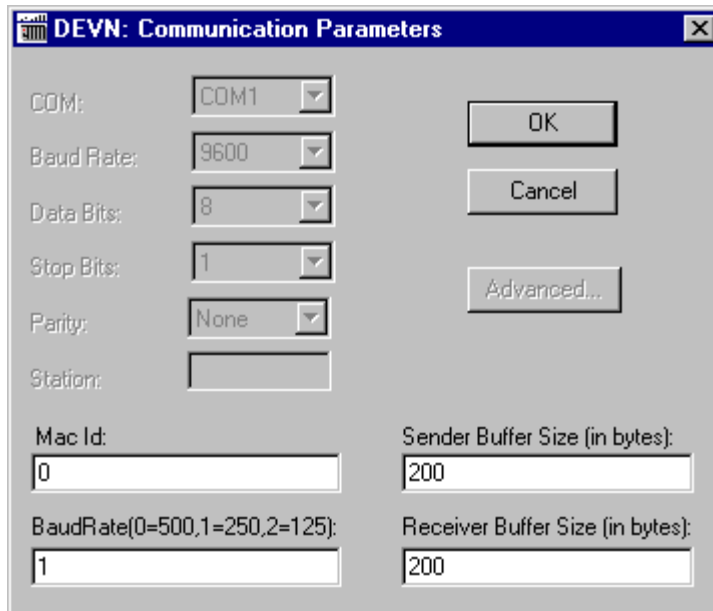 DEVN: Communication Parameters
COM: COM1
Baud Rate: 9600
Data Bits: 8
Stop Bits: 1
Parity: None
Station:
OK
Cancel
Advanced...
Mac Id:
0
Sender Buffer Size (in bytes):
200
BaudRate(0=500,1=250,2=125):
1
Receiver Buffer Size (in bytes):
200